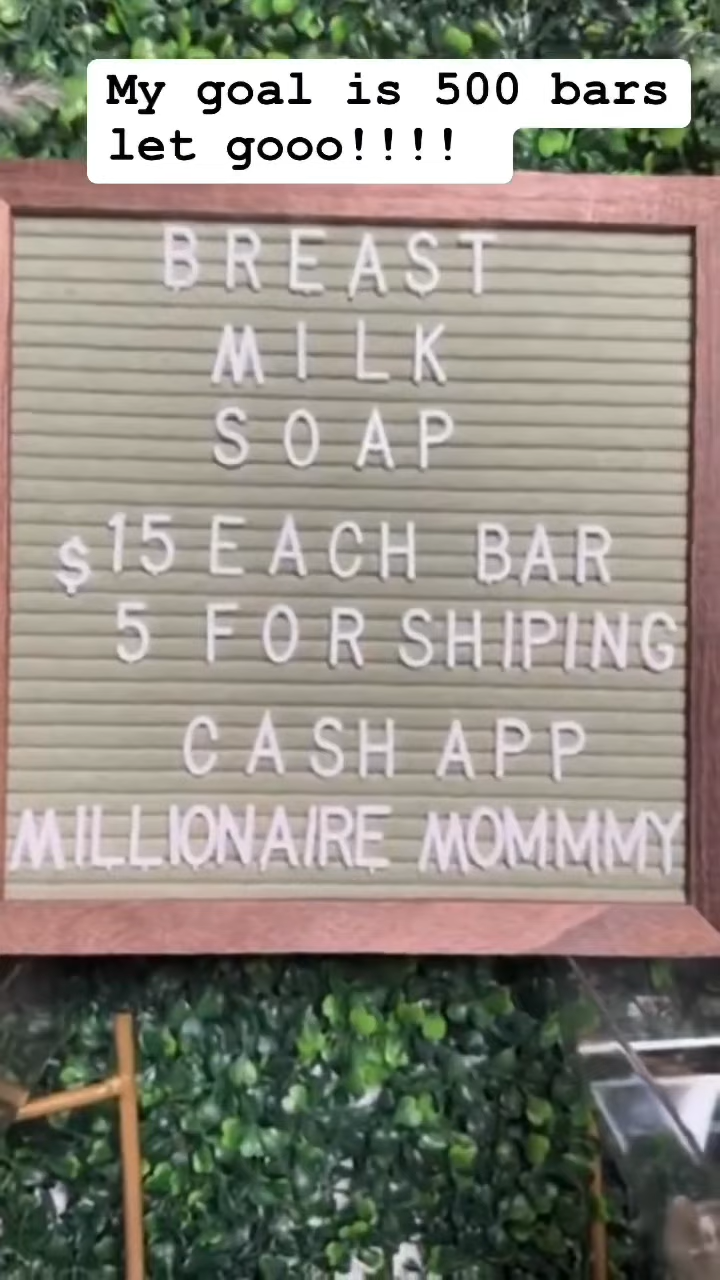 My goal is 500 bars
let gooo!!!!
BREAST
MILK
SOAP
$15 EACH BAR
5 FOR SHIPING
CASH APP
MILLIONAIRE MOMMMY